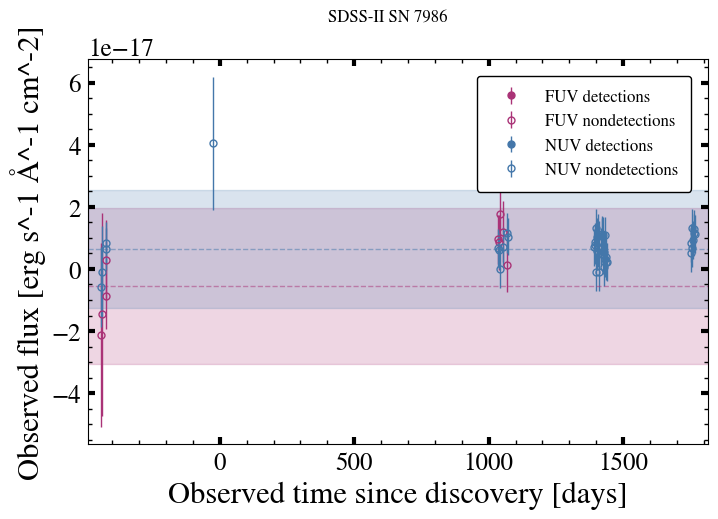 SDSS-II SN 7986
1e−17
Observed flux [erg s^-1 Å^-1 cm^-2]
6
4
2
0
−2
−4
FUV detections
FUV nondetections
NUV detections
NUV nondetections
0 500 1000 1500
Observed time since discovery [days]